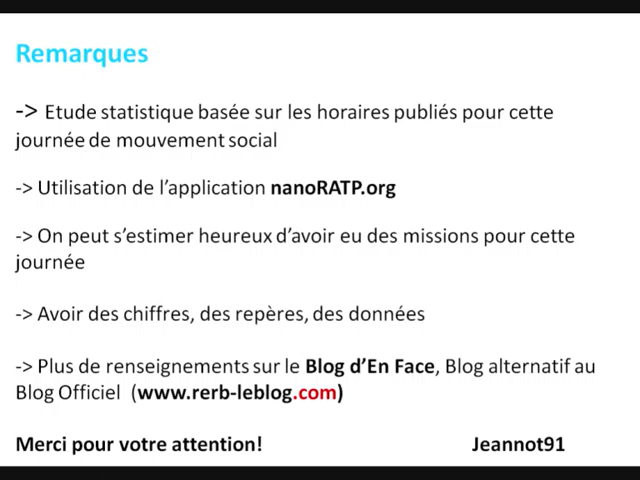 Remarques
-> Etude statistique basée sur les horaires publiés pour cette
journée de mouvement social
-> Utilisation de l’application nanoRATP.org
-> On peut s’estimer heureux d’avoir eu des missions pour cette
journée
-> Avoir des chiffres, des repères, des données
-> Plus de renseignements sur le Blog d’En Face, Blog alternatif au
Blog Officiel (www.rerb-leblog.com)
Merci pour votre attention! Jeannot91